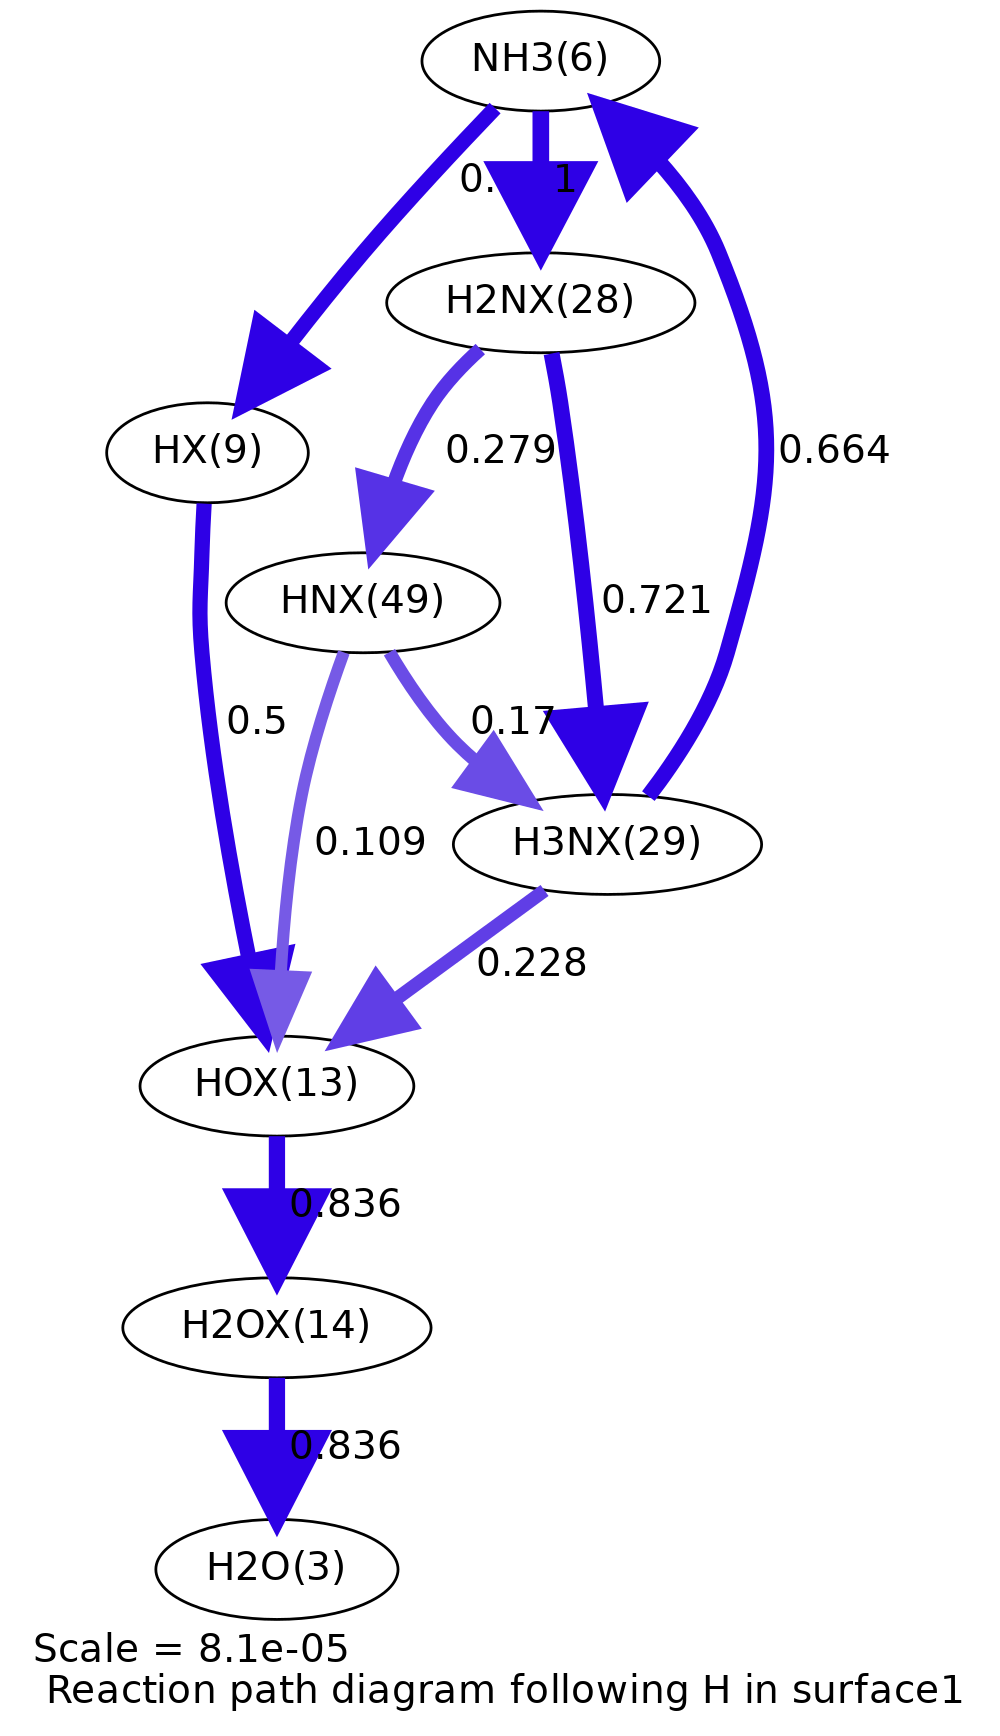 NH3(6)
1
H2NX(28)
HX(9)
0.279
0.664
HNX(49)
0.721
0.5
0.17
0.109
H3NX(29)
0.228
HOX(13)
0.836
H2OX(14)
0.836
H2O(3)
Scale = 8.1e-05
Reaction path diagram following H in surface1